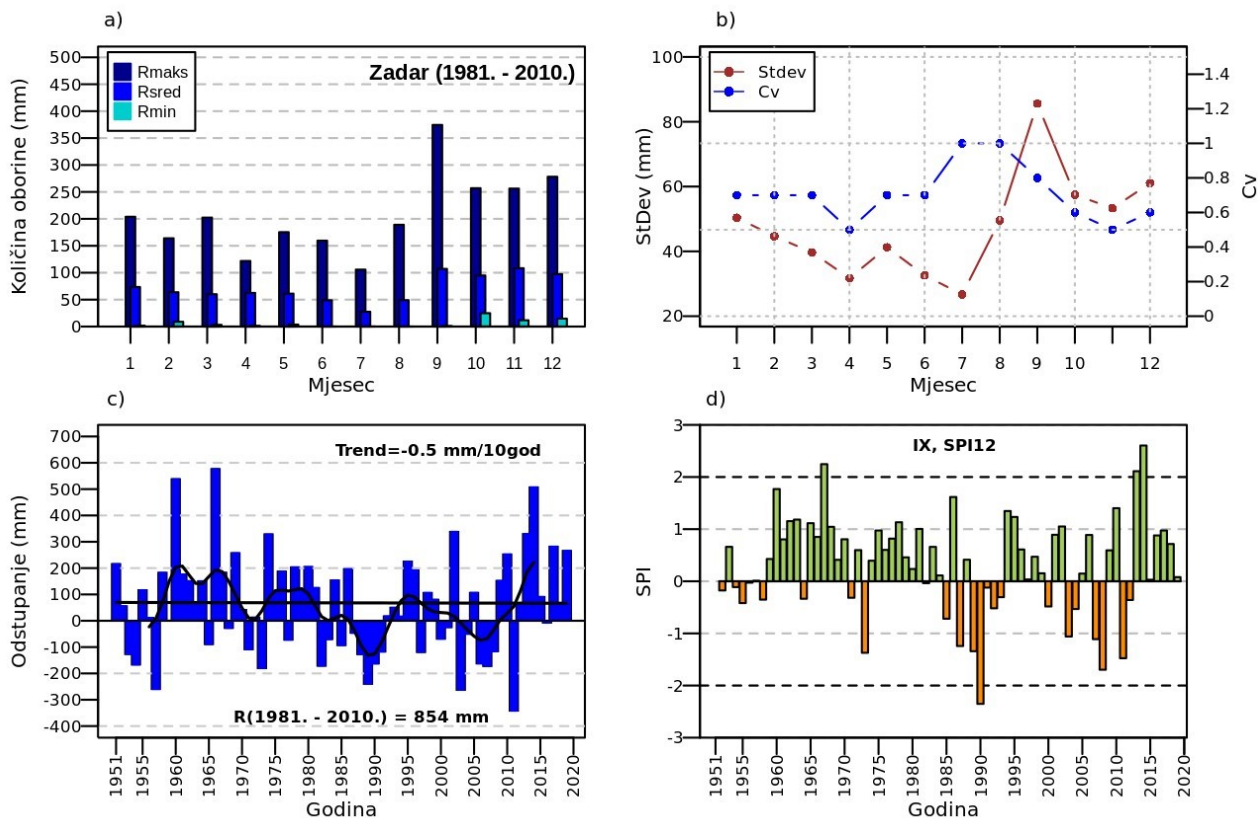 a)
500
450
400
350
300
250
200
150
100
50
0
Količina oborine (mm)
Rmaks
Rsred
Rmin
Zadar (1981. - 2010.)
1 2 3 4 5 6 7 8 9 10 11 12
Mjesec
b)
100
80
60
40
20
StDev (mm)
Stdev
Cv
1.4
1.2
1
0.8
0.6
0.4
0.2
0
Cv
1 2 3 4 5 6 7 8 9 10 12
Mjesec
c)
700
600
500
400
300
200
100
0
-100
-200
-300
-400
Odstupanje (mm)
Trend=-0.5 mm/10god
R(1981. - 2010.) = 854 mm
1951 1955 1960 1965 1970 1975 1980 1985 1990 1995 2000 2005 2010 2015 2020
Godina
d)
3
2
1
0
-1
-2
-3
SPI
IX, SPI12
1951 1955 1960 1965 1970 1975 1980 1985 1990 1995 2000 2005 2010 2015 2020
Godina